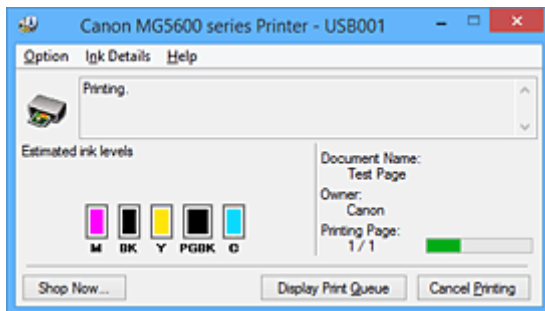 Canon MG5600 series Printer - USB001
Option Ink Details Help
Printing.
Estimated ink levels
M BK Y PGBK C
Document Name:
Test Page
Owner:
Canon
Printing Page:
1 / 1
Shop Now... Display Print Queue Cancel Printing